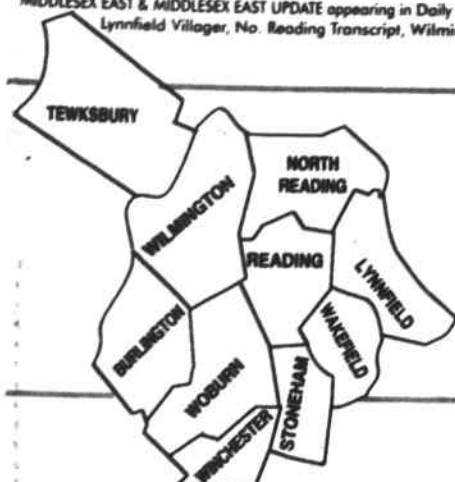 MIDDLESEX EAST & MIDDLESEX EAST UPDATE appearing in Daily
Lynnfield Villager, No. Reading Transcript, Wilmi
TEWKSBURY
WILMINGTON
NORTH
READING
READING
LYNNFIELD
BURLINGTON
WAKEFIELD
WOBURN
STONEHAM
WINCHESTER